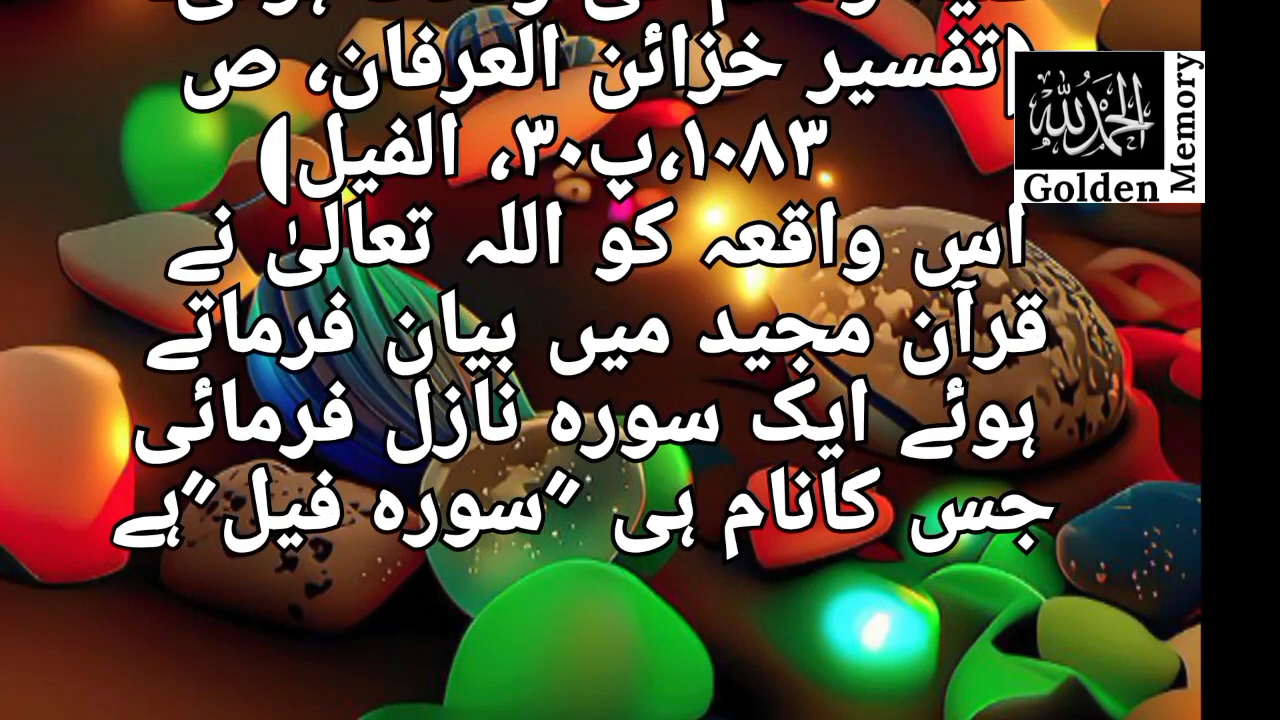 (تفسیر خزائن العرفان، ص
۱۰۸۳،پ۳۰، الفیل)
اس واقعہ کو اللہ تعالیٰ نے
قرآن مجید میں بیان فرماتے
ہوئے ایک سورہ نازل فرمائی
جس کانام ہی "سورہ فیل"ہے
الحمدللہ
Golden
Memory